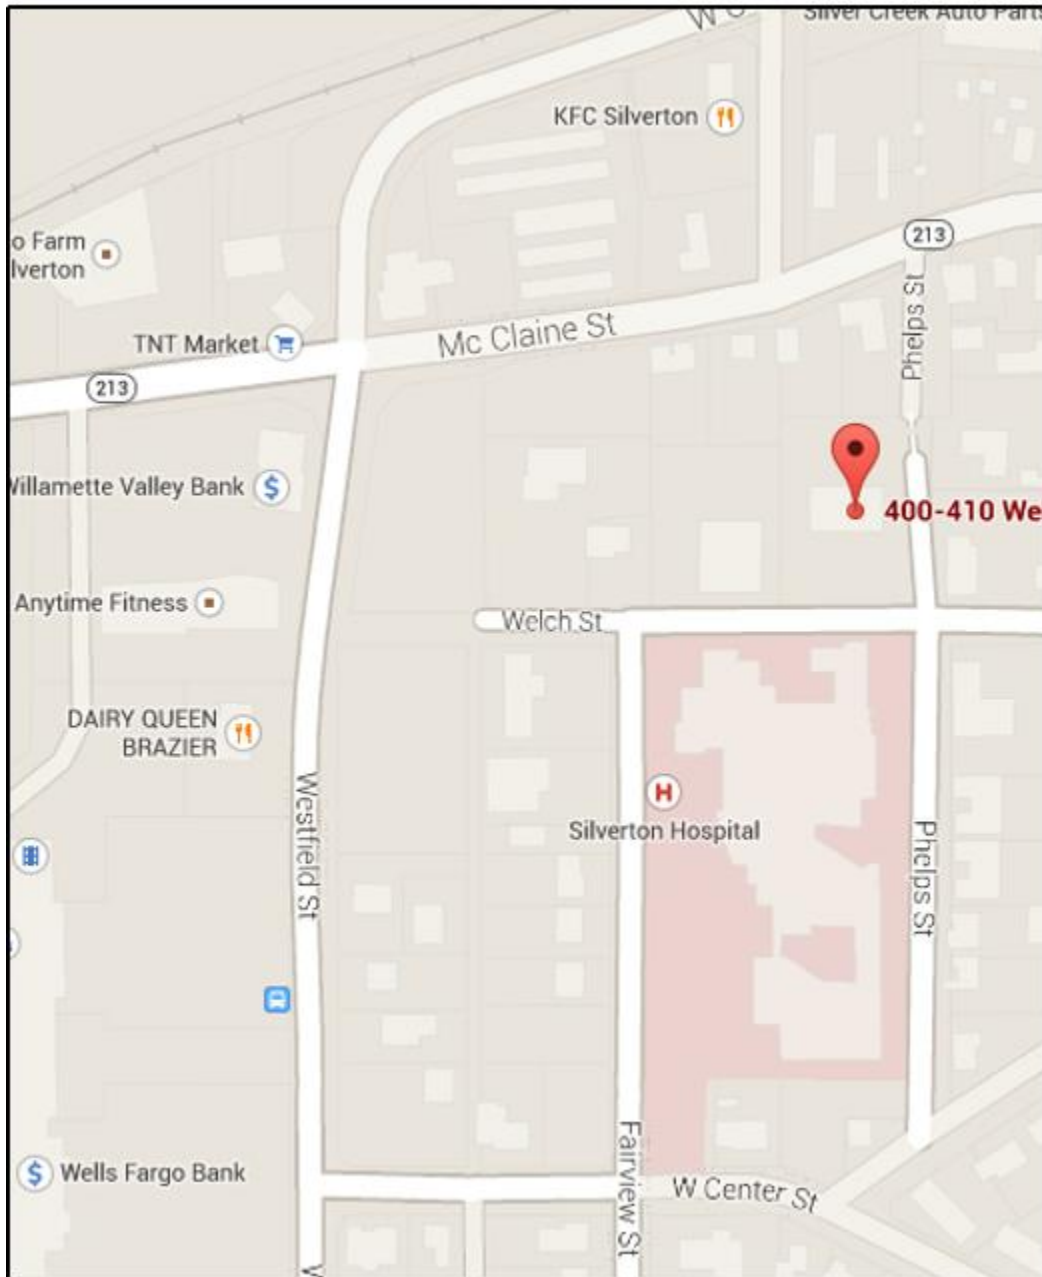 Silver Creek Auto Parts
KFC Silverton
213
o Farm
lverton
Phelps St
TNT Market
Mc Claine St
213
Willamette Valley Bank
$
400-410 We
Anytime Fitness
Welch St
DAIRY QUEEN
BRAZIER
Westfield St
H
Silverton Hospital
Phelps St
Fairview St
$
Wells Fargo Bank
W Center St